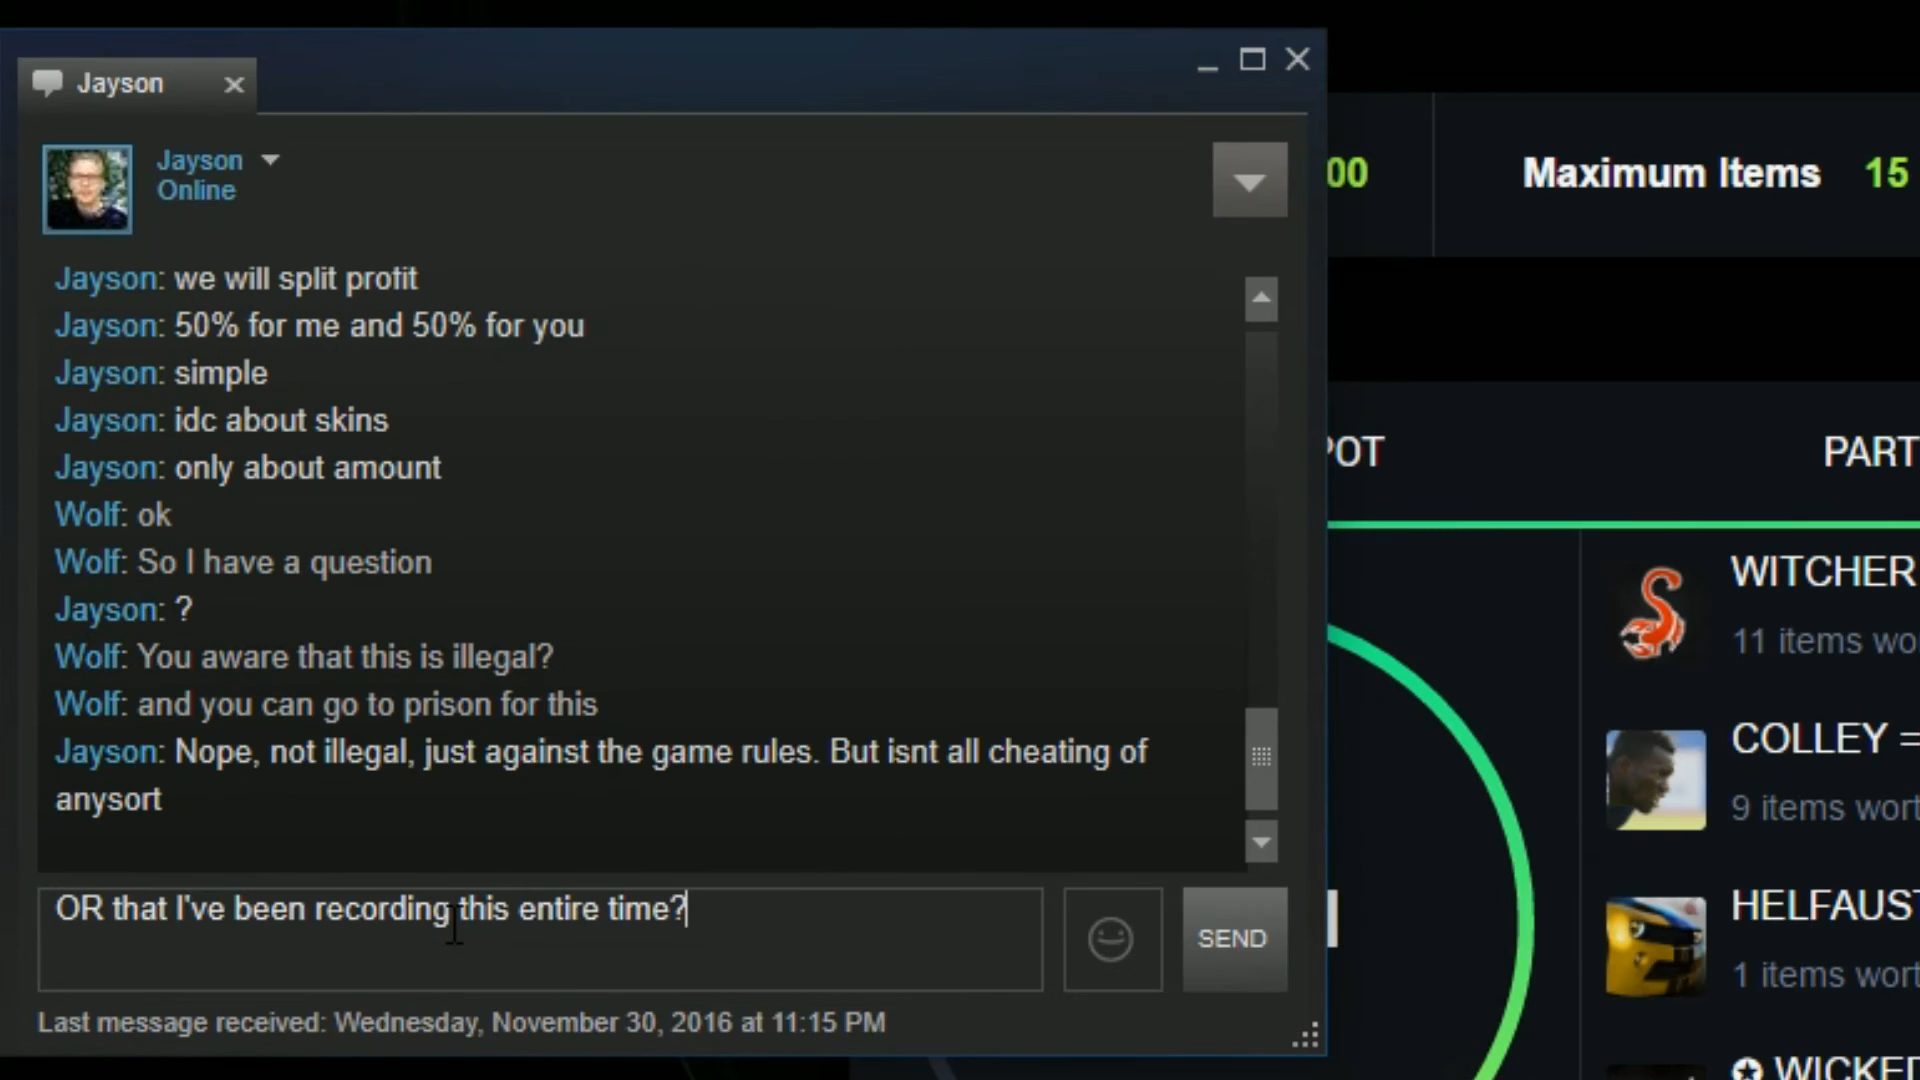 Jayson
Jayson
Online
Jayson: we will split profit
Jayson: 50% for me and 50% for you
Jayson: simple
Jayson: idc about skins
Jayson: only about amount
Wolf: ok
Wolf: So I have a question
Jayson: ?
Wolf: You aware that this is illegal?
Wolf: and you can go to prison for this
Jayson: Nope, not illegal, just against the game rules. But isnt all cheating of
anysort
OR that I've been recording this entire time?
SEND
Last message received: Wednesday, November 30, 2016 at 11:15 PM
00
Maximum Items 15
POT
PART
WITCHER
11 items wo
COLLEY =
9 items wort
HELFAUST
1 items wort
WICKED